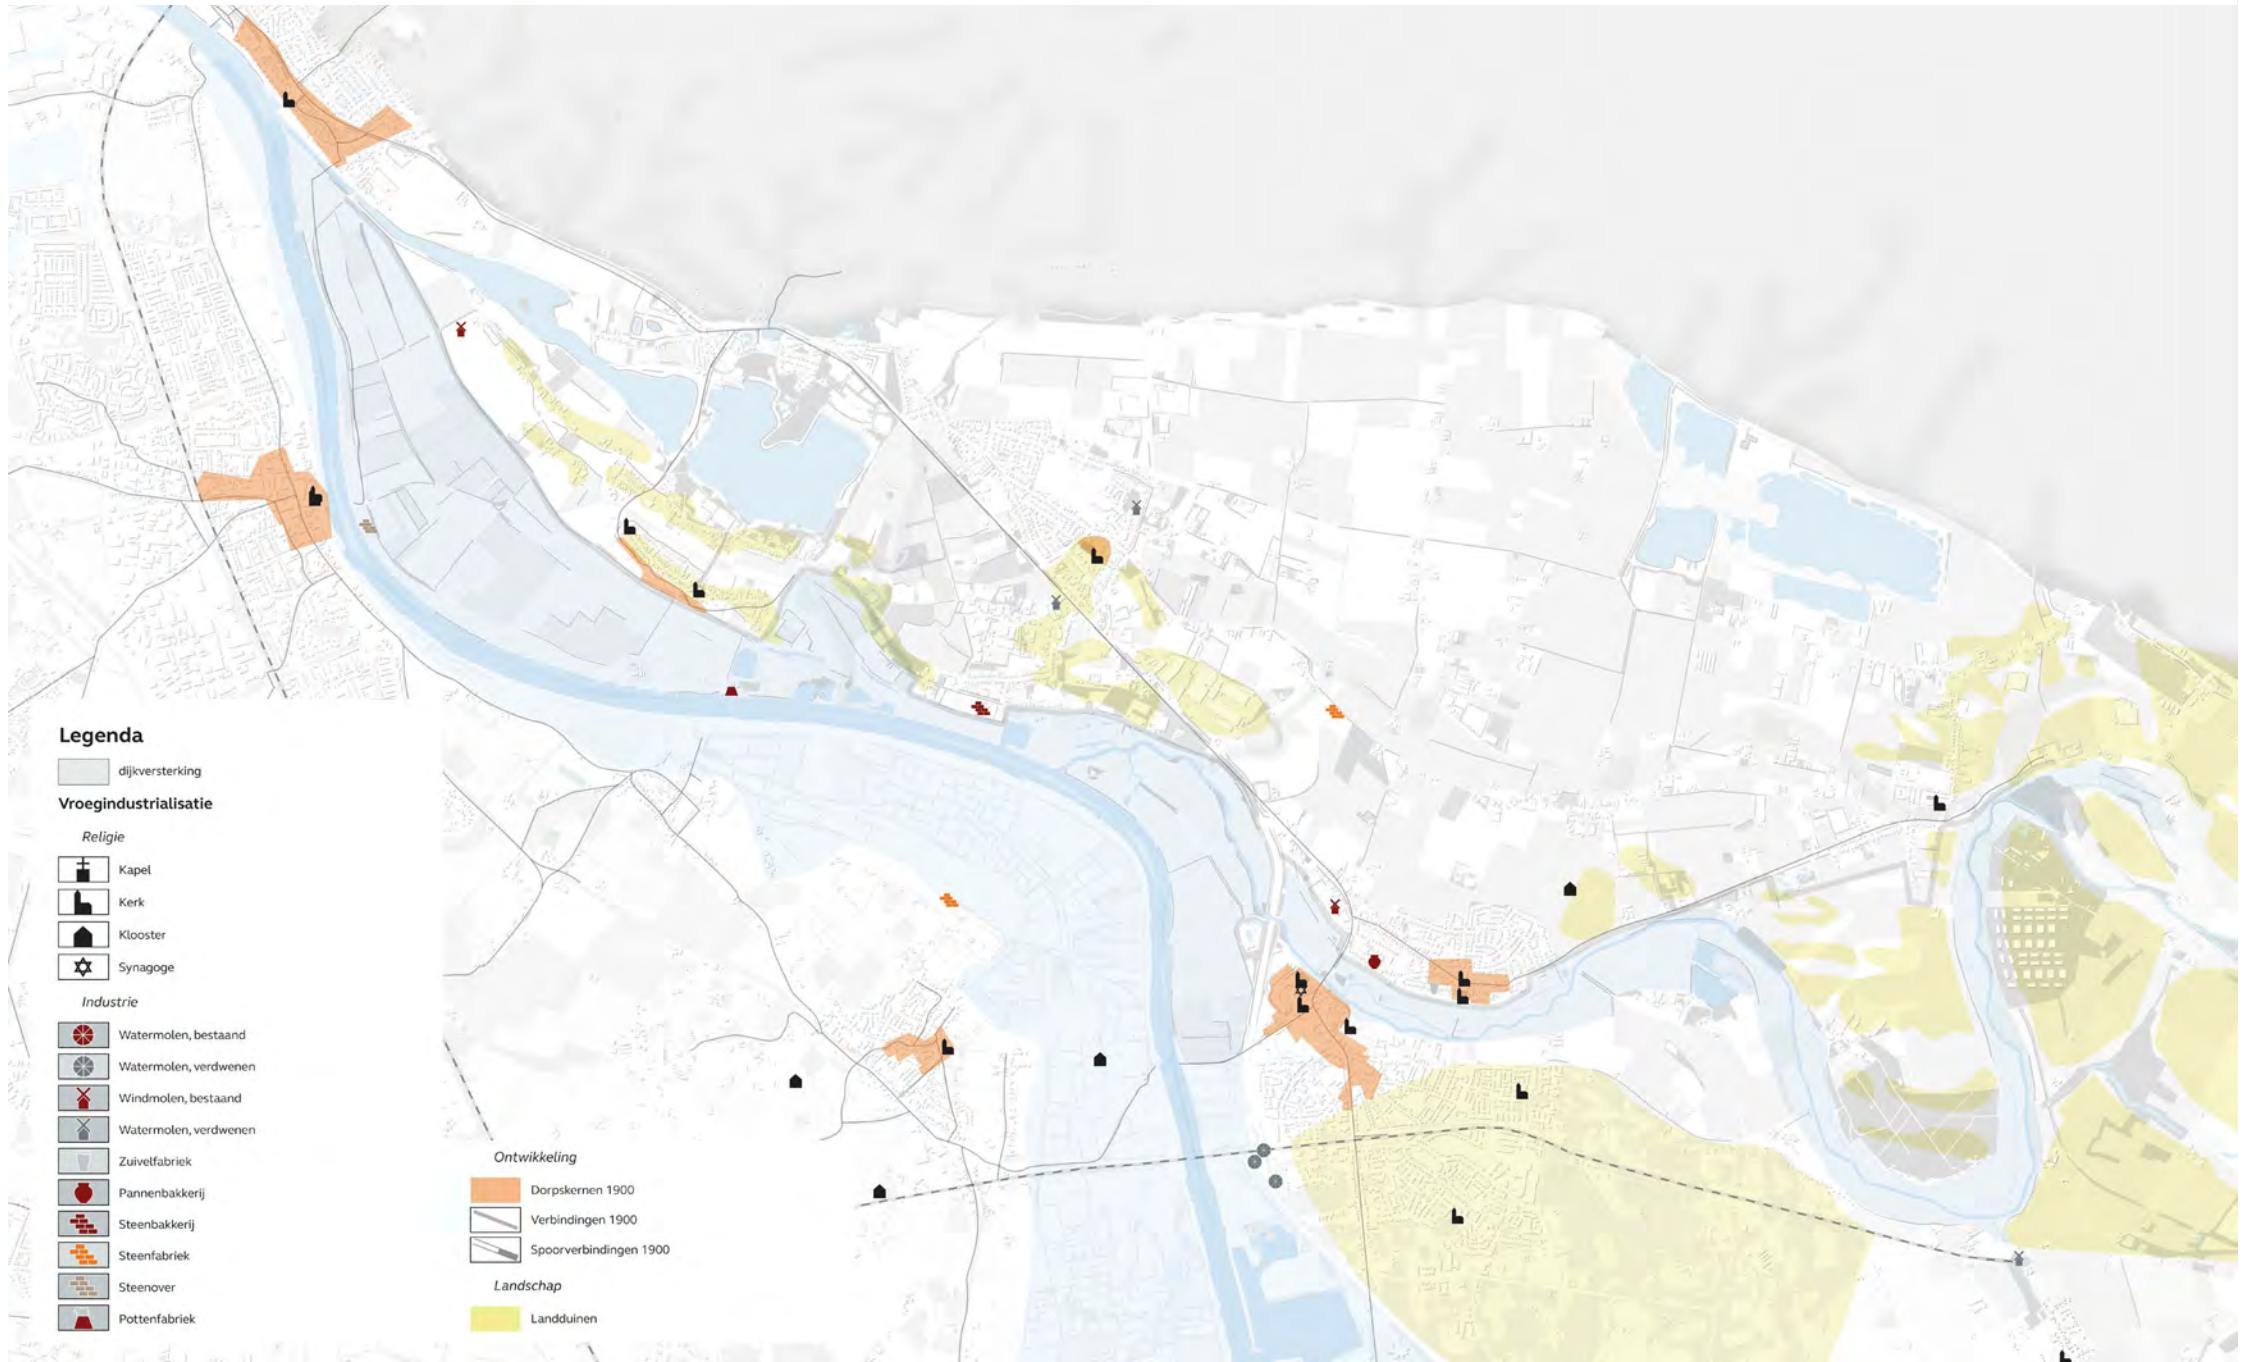 Legenda
dijkversterking
Vroegindustrialisatie
Religie
Kapel
Kerk
Klooster
Synagoge
Industrie
Watermolen, bestaand
Watermolen, verdwenen
Windmolen, bestaand
Watermolen, verdwenen
Zuivelfabriek
Pannenbakkerij
Steenbakkerij
Steenfabriek
Steenover
Pottenfabriek
Ontwikkeling
Dorpskernen 1900
Verbindingen 1900
Spoorverbindingen 1900
Landschap
Landduinen